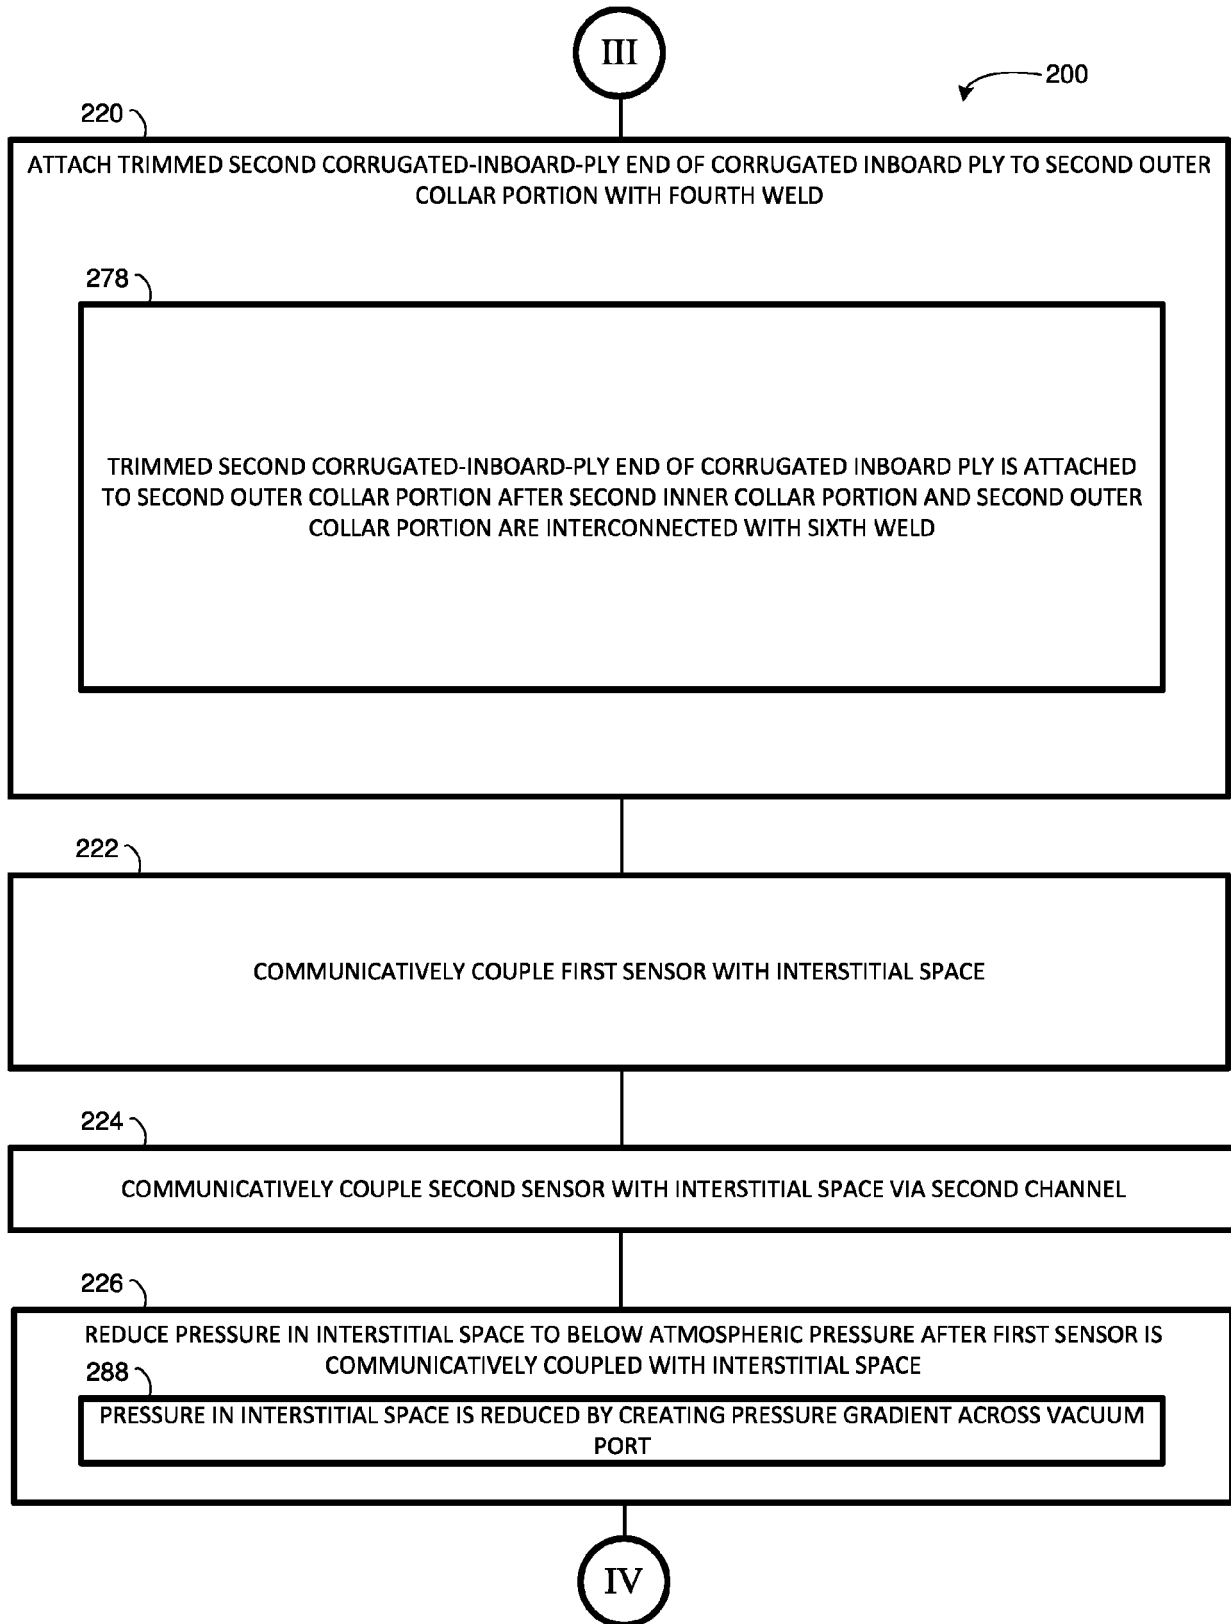 III
200
220
ATTACH TRIMMED SECOND CORRUGATED-INBOARD-PLY END OF CORRUGATED INBOARD PLY TO SECOND OUTER
COLLAR PORTION WITH FOURTH WELD
278
TRIMMED SECOND CORRUGATED-INBOARD-PLY END OF CORRUGATED INBOARD PLY IS ATTACHED
TO SECOND OUTER COLLAR PORTION AFTER SECOND INNER COLLAR PORTION AND SECOND OUTER
COLLAR PORTION ARE INTERCONNECTED WITH SIXTH WELD
222
COMMUNICATIVELY COUPLE FIRST SENSOR WITH INTERSTITIAL SPACE
224
COMMUNICATIVELY COUPLE SECOND SENSOR WITH INTERSTITIAL SPACE VIA SECOND CHANNEL
226
REDUCE PRESSURE IN INTERSTITIAL SPACE TO BELOW ATMOSPHERIC PRESSURE AFTER FIRST SENSOR IS
COMMUNICATIVELY COUPLED WITH INTERSTITIAL SPACE
288
PRESSURE IN INTERSTITIAL SPACE IS REDUCED BY CREATING PRESSURE GRADIENT ACROSS VACUUM
PORT
IV